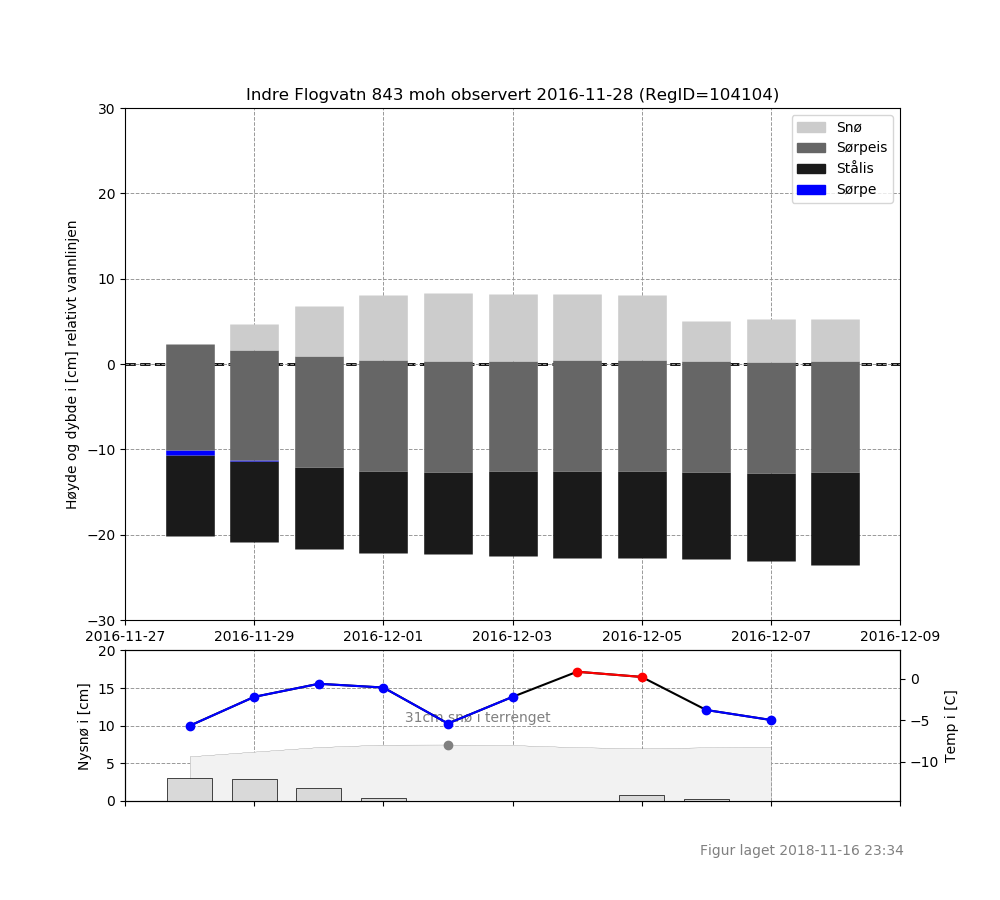 Indre Flogvatn 843 moh observert 2016-11-28 (RegID=104104)
Høyde og dybde i [cm] relativt vannlinjen
30
20
10
0
−10
−20
−30
Snø
Sørpeis
Stålis
Sørpe
2016-11-27 2016-11-29 2016-12-01 2016-12-03 2016-12-05 2016-12-07 2016-12-09
Nysnø i [cm]
20
15
10
5
0
31cm snø i terrenget
0
−5
−10
Temp i [C]
Figur laget 2018-11-16 23:34